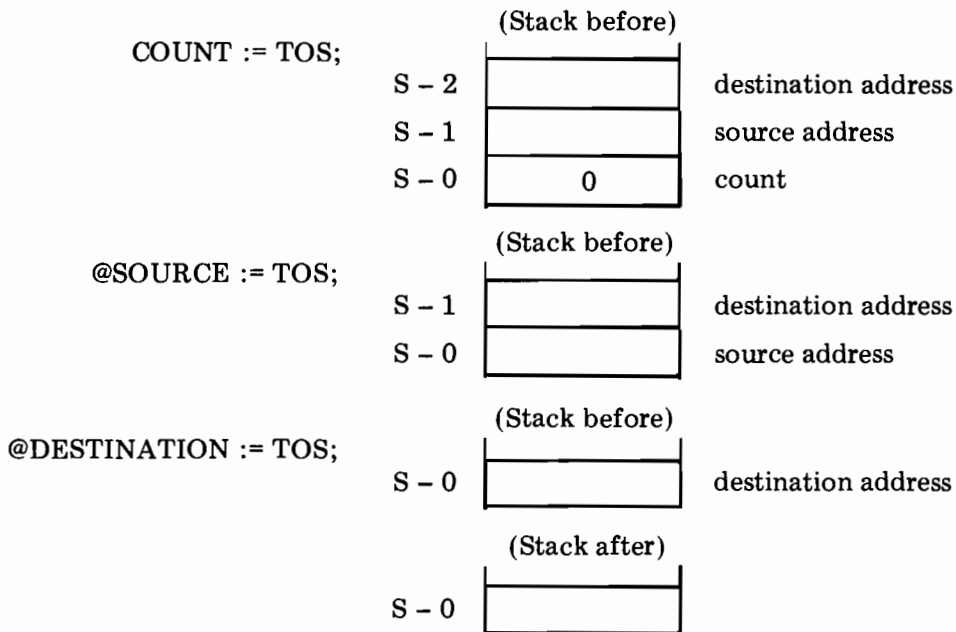 (Stack before)
COUNT := TOS;
S – 2 destination address
S – 1 source address
S – 0 0 count
(Stack before)
@SOURCE := TOS;
S – 1 destination address
S – 0 source address
(Stack before)
@DESTINATION := TOS;
S – 0 destination address
(Stack after)
S – 0